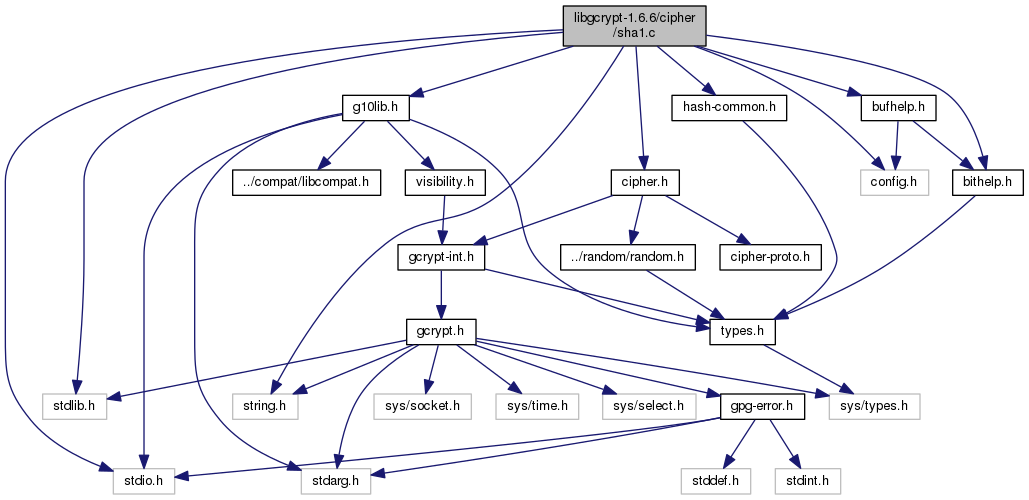 libgcrypt-1.6.6/cipher
/sha1.c
g10lib.h
hash-common.h
bufhelp.h
../compat/libcompat.h
visibility.h
cipher.h
config.h
bithelp.h
gcrypt-int.h
../random/random.h
cipher-proto.h
gcrypt.h
types.h
stdlib.h
string.h
sys/socket.h
sys/time.h
sys/select.h
gpg-error.h
sys/types.h
stdio.h
stdarg.h
stddef.h
stdint.h